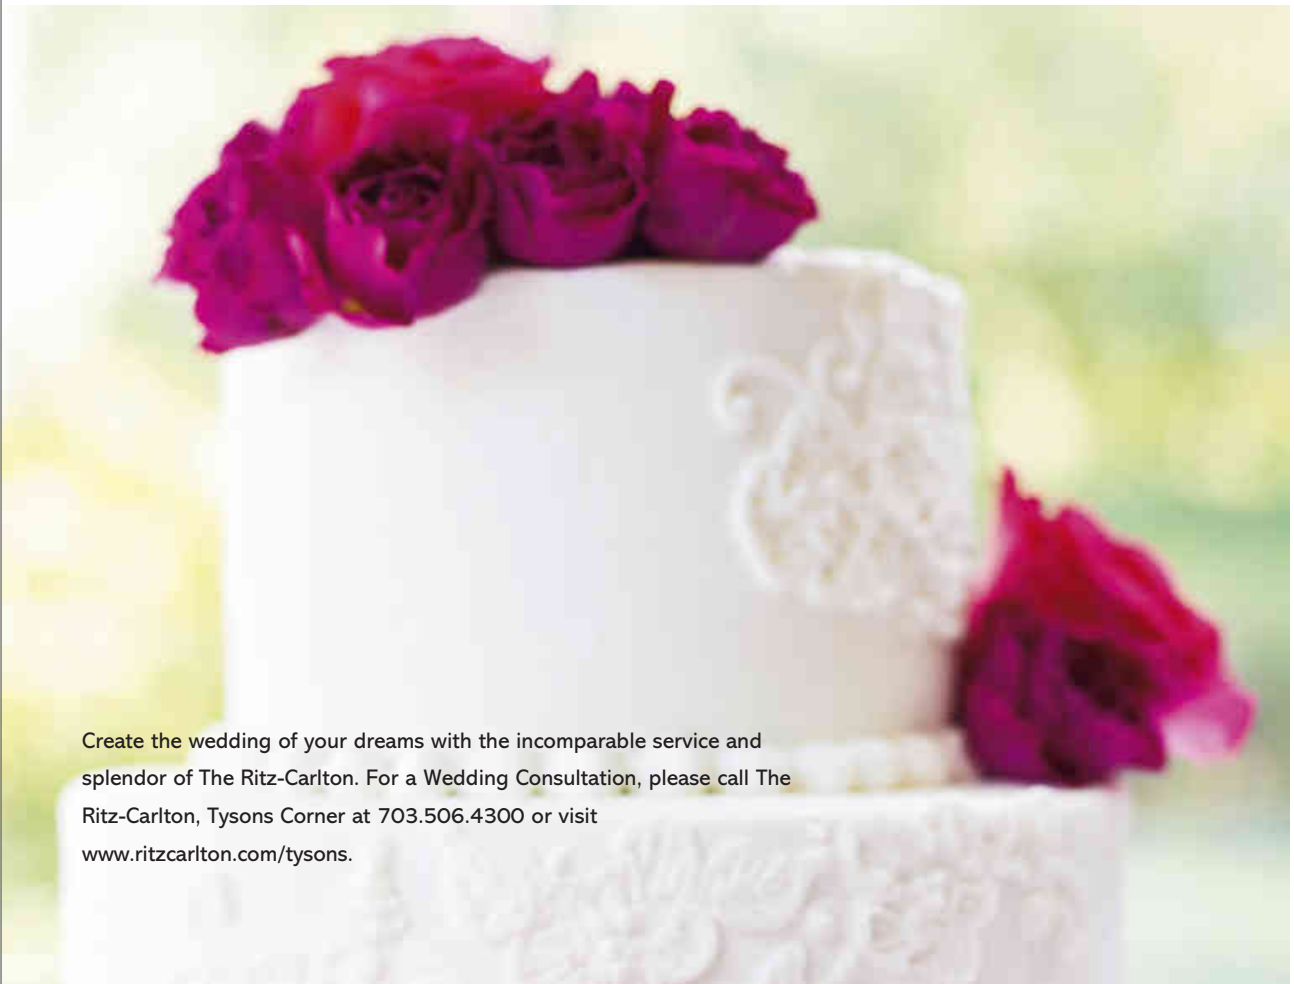 Create the wedding of your dreams with the incomparable service and
splendor of The Ritz-Carlton. For a Wedding Consultation, please call The
Ritz-Carlton, Tysons Corner at 703.506.4300 or visit
www.ritzcarlton.com/tysons.